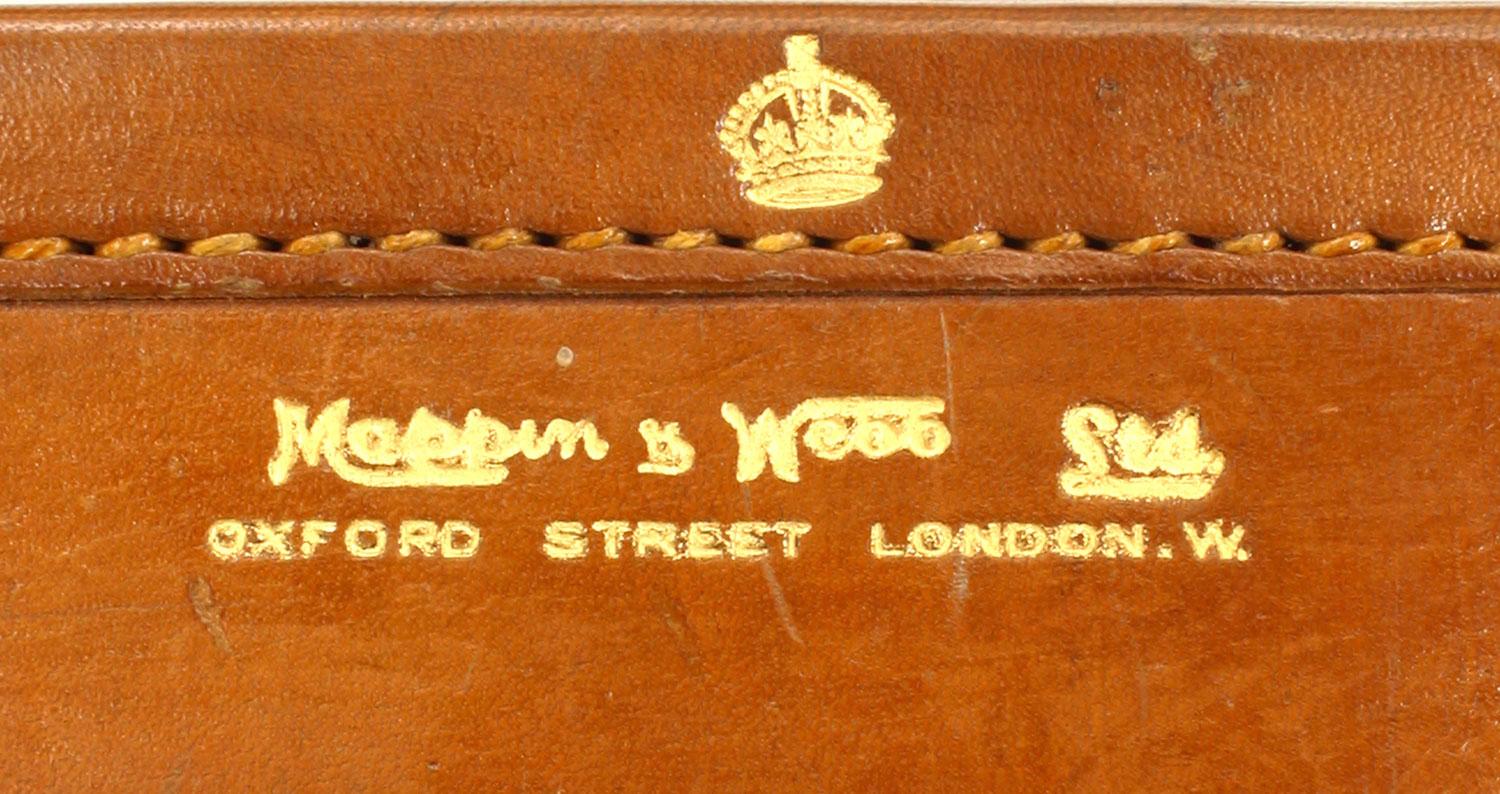 Mappin & Webb Ltd.
OXFORD STREET LONDON.W.